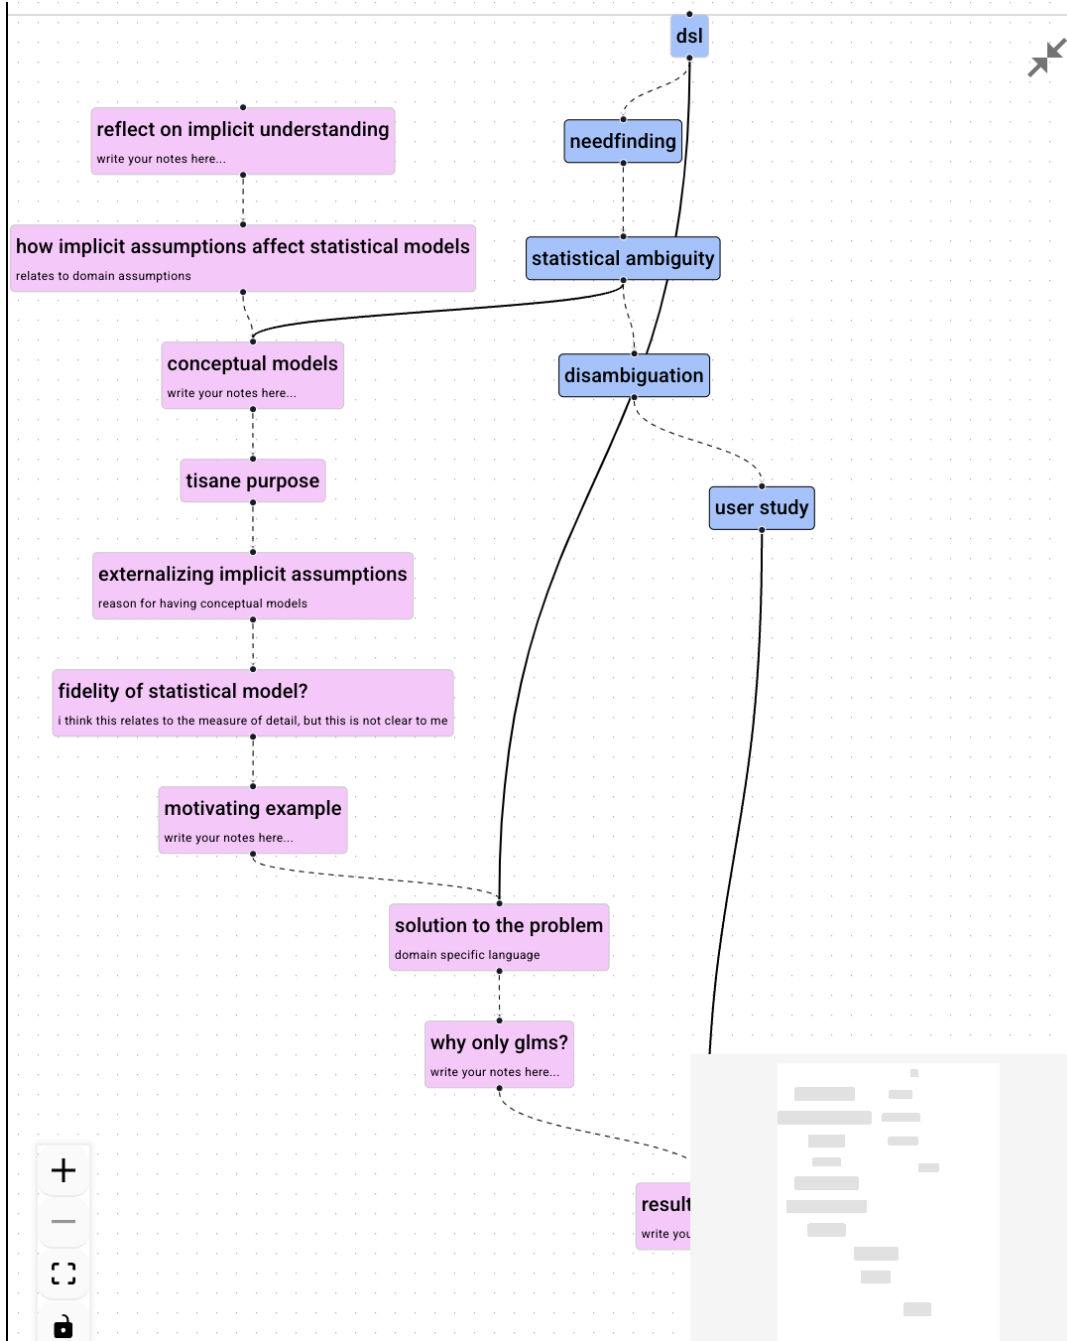 dsl
reflect on implicit understanding
write your notes here...
needfinding
how implicit assumptions affect statistical models
relates to domain assumptions
statistical ambiguity
conceptual models
write your notes here...
disambiguation
tisane purpose
user study
externalizing implicit assumptions
reason for having conceptual models
fidelity of statistical model?
i think this relates to the measure of detail, but this is not clear to me
motivating example
write your notes here...
solution to the problem
domain specific language
why only glms?
write your notes here...
result
write you